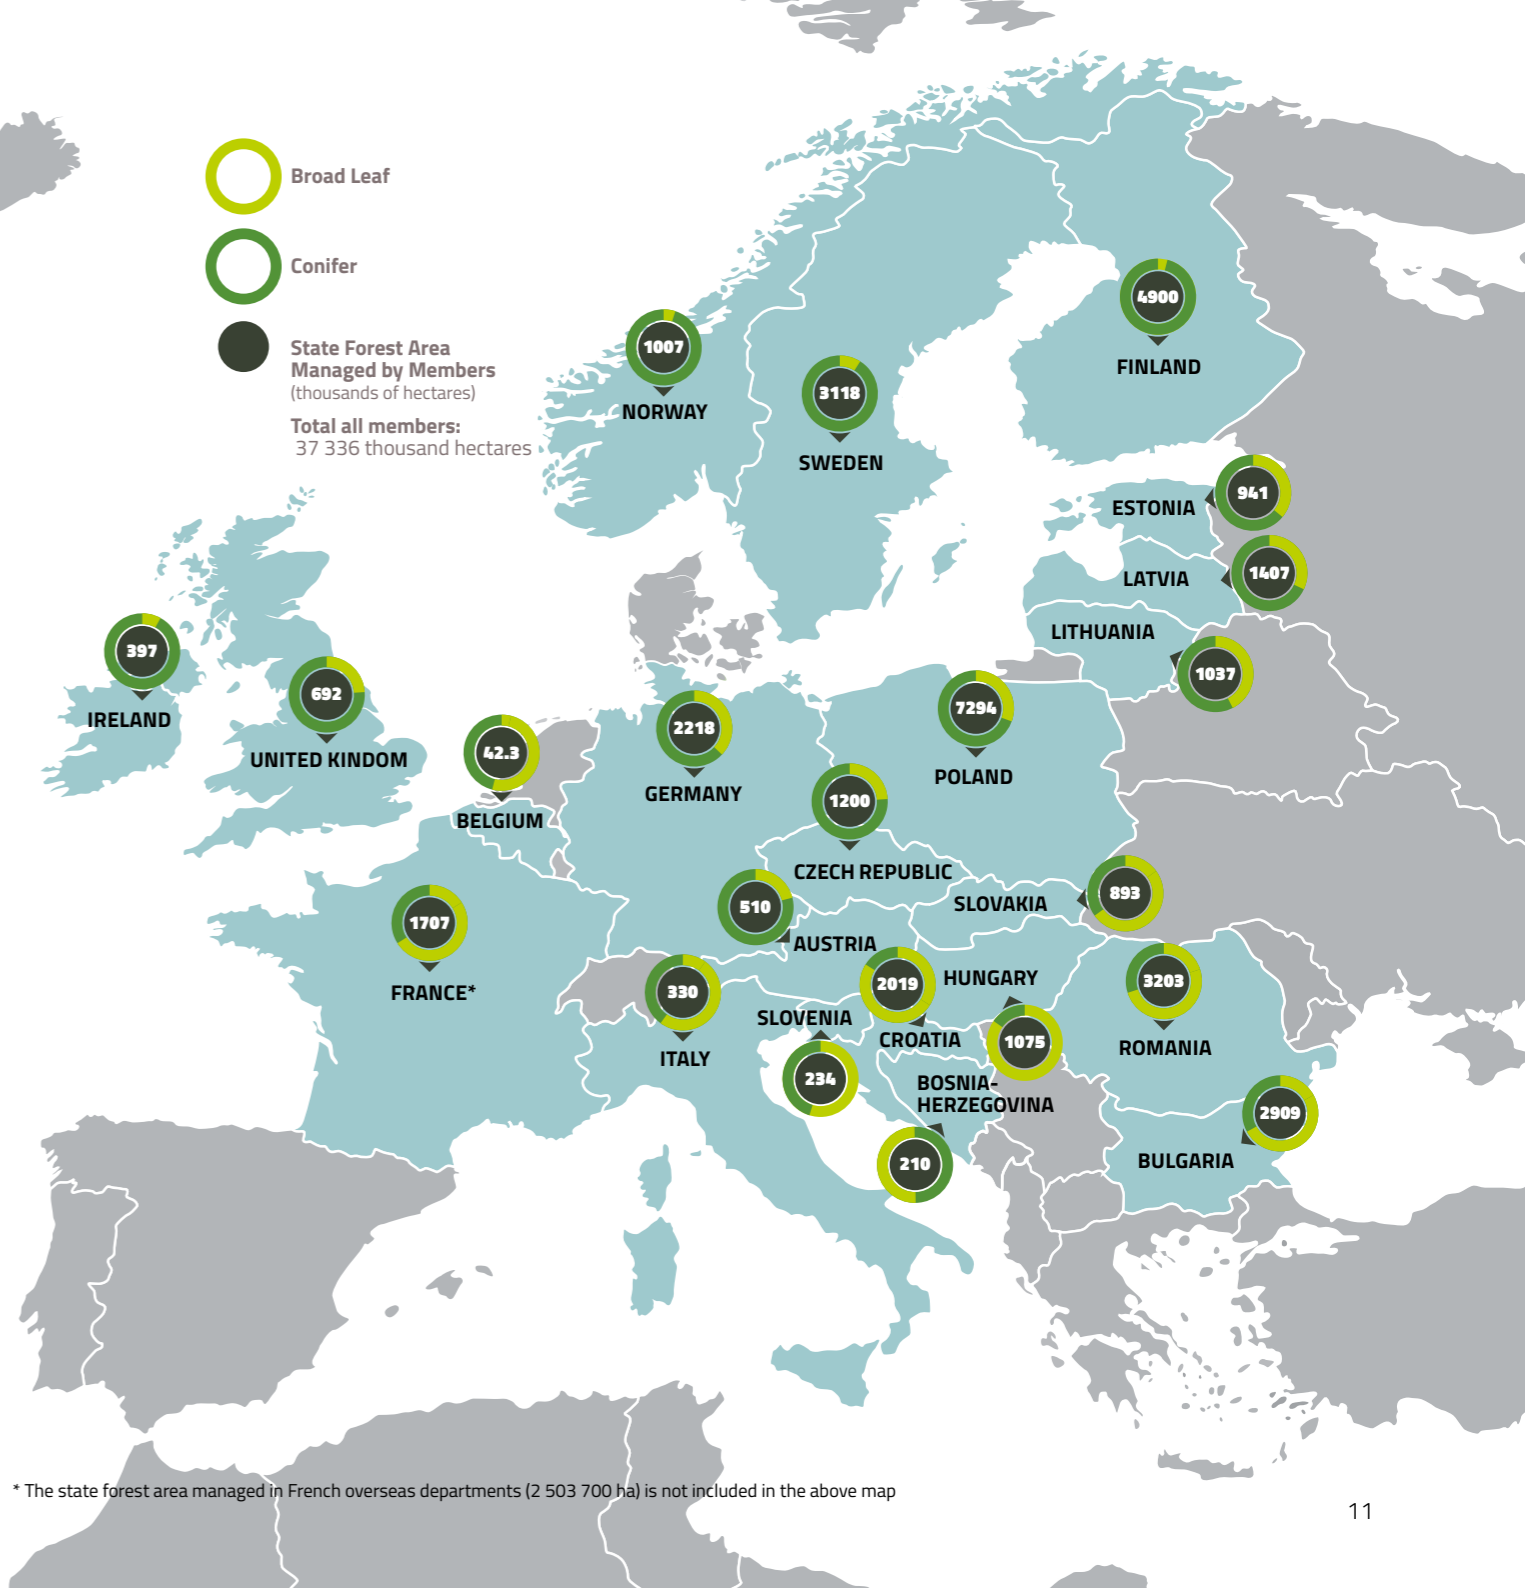 Broad Leaf
Conifer
State Forest Area
Managed by Members
(thousands of hectares)
Total all members:
37 336 thousand hectares
4900
FINLAND
1007
NORWAY
3118
SWEDEN
941
ESTONIA
1407
LATVIA
LITHUANIA
1037
397
IRELAND
692
UNITED KINDOM
42.3
BELGIUM
2218
GERMANY
7294
POLAND
1200
CZECH REPUBLIC
893
SLOVAKIA
510
AUSTRIA
1707
FRANCE*
330
ITALY
2019
CROATIA
HUNGARY
1075
3203
ROMANIA
SLOVENIA
234
BOSNIA-
HERZEGOVINA
210
2909
BULGARIA
* The state forest area managed in French overseas departments (2 503 700 ha) is not included in the above map
11